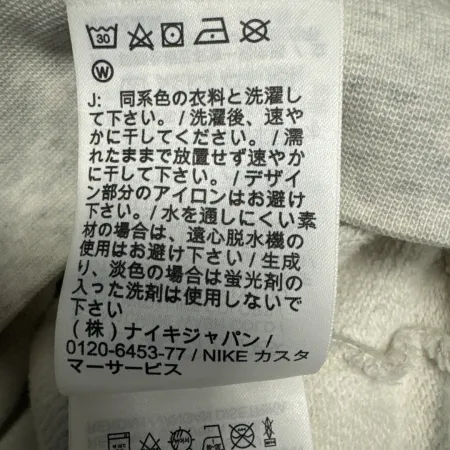 30
W
J: 同系色の衣料と洗濯し
て下さい。/ 洗濯後、速や
かに干してください。/ 濡
れたままで放置せず速やか
に干して下さい。/ デザイ
ン部分のアイロンはお避け
下さい。/ 水を通しにくい素
材の場合は、遠心脱水機の
使用はお避け下さい / 生成
り、淡色の場合は蛍光剤の
入った洗剤は使用しないで
下さい
(株) ナイキジャパン /
0120-6453-77 / NIKE カスタ
マーサービス